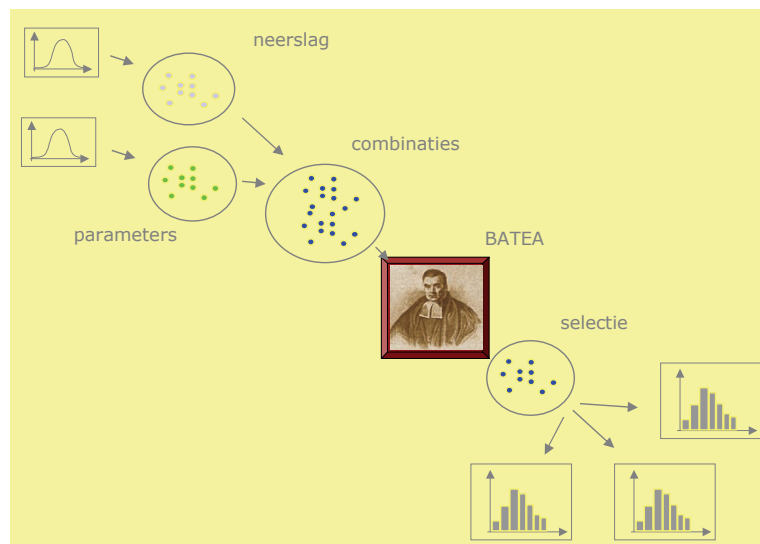 neerslag
combinaties
parameters
BATEA
selectie